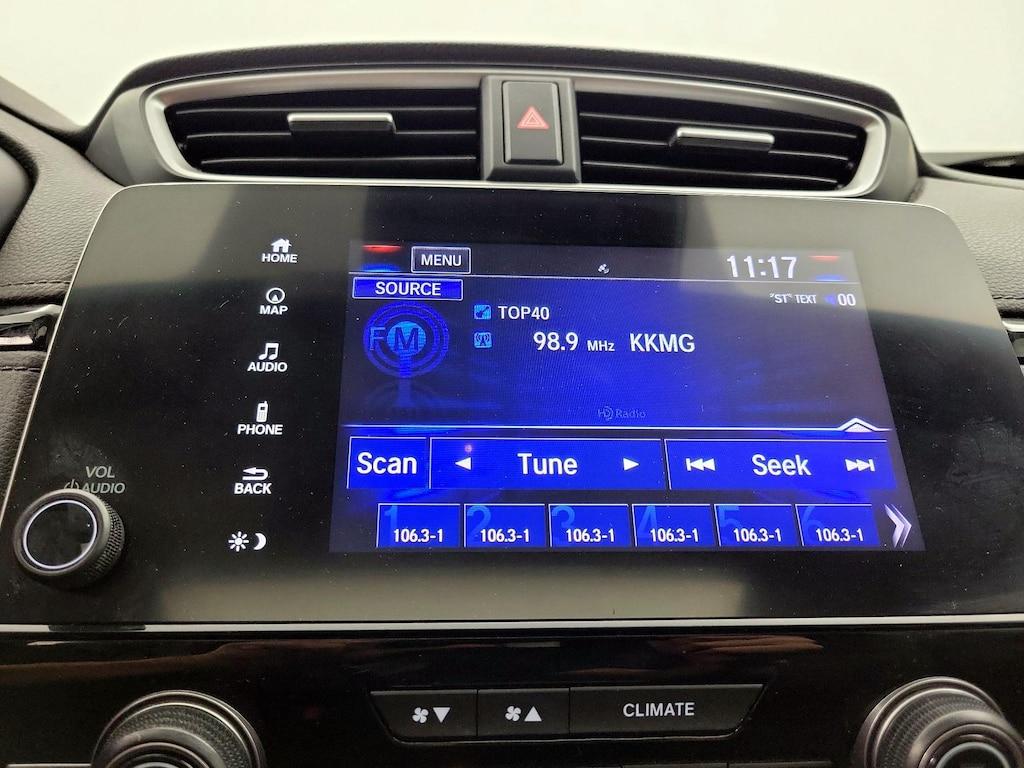 HOME
MAP
AUDIO
PHONE
BACK
VOL
AUDIO
MENU
11:17
SOURCE
"ST" TEXT 00
FM
TOP40
98.9 MHz KKMG
HD Radio
Scan Tune Seek
1 2 3 4 5 6
106.3-1 106.3-1 106.3-1 106.3-1 106.3-1 106.3-1
CLIMATE